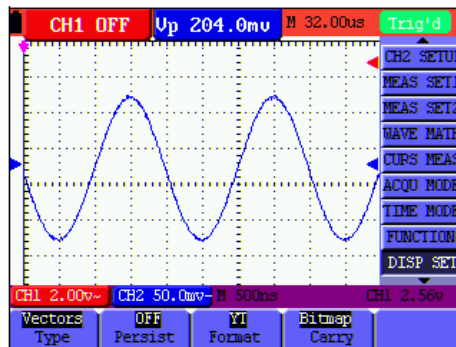 CH1 OFF
Vp 204.0mv
M 32.00us
Trig'd
CH2 SETUP
MEAS SET1
MEAS SET2
WAVE MATH
CURS MEAS
ACQU MODE
TIME MODE
FUNCTION
DISP SET
CH1 2.00v~
CH2 50.0mv-
M 500ns
CH1 2.56v
Vectors
OFF
YT
Bitmap
Type
Persist
Format
Carry